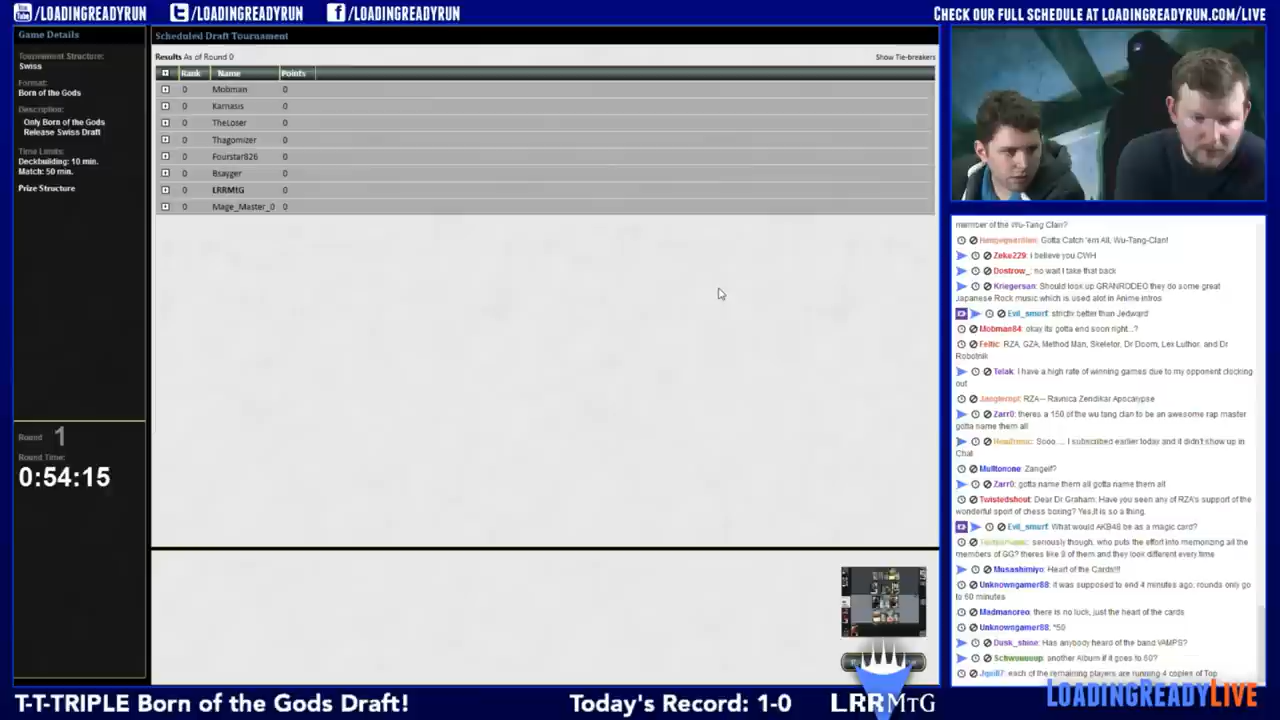 /LOADINGREADYRUN /LOADINGREADYRUN /LOADINGREADYRUN
CHECK OUR FULL SCHEDULE AT LOADINGREADYRUN.COM/LIVE
Game Details
Tournament Structure:
Swiss
Format:
Born of the Gods
Description:
Only Born of the Gods
Release Swiss Draft
Time Limits:
Deckbuilding: 10 min.
Match: 50 min.
Prize Structure
Round 1
Round Time:
0:54:15
Scheduled Draft Tournament
Results As of Round 0
Show Tie-breakers
Rank Name Points
0 Mobman 0
0 Karnasis 0
0 TheLoser 0
0 Thagomizer 0
0 Fourstar826 0
0 Bsayger 0
0 LRRMtG 0
0 Mage_Master_0 0
member of the Wu-Tang Clan?
Gotta Catch 'em All, Wu-Tang-Clan!
Zeke229: I believe you CWH
Dostrow_: no wait I take that back
Kriegersan: Should look up GRANRODEO they do some great
Japanese Rock music which is used alot in Anime intros
Evil_smurf: strictly better than Jedward
Mobman84: okay its gotta end soon right...?
Feltic: RZA, GZA, Method Man, Skeletor, Dr Doom, Lex Luthor, and Dr
Robotnik
Telak: I have a high rate of winning games due to my opponent clocking
out
RZA-- Ravnica Zendikar Apocalypse
Zarr0: theres a 150 of the wu tang clan to be an awesome rap master
gotta name them all
Sooo.... I subscribed earlier today and it didn't show up in
Chat
Mulltonone: Zangeif?
Zarr0: gotta name them all gotta name them all
Twistedshout: Dear Dr Graham: Have you seen any of RZA's support of the
wonderful sport of chess boxing? Yes,It is so a thing.
Evil_smurf: What would AKB48 be as a magic card?
seriously though, who puts the effort into memorizing all the
members of GG? theres like 9 of them and they look different every time
Musashimiyo: Heart of the Cards!!!
Unknowngamer88: it was supposed to end 4 minutes ago, rounds only go
to 60 minutes
Madmanoreo: there is no luck, just the heart of the cards
Unknowngamer88: *50
Dusk_shine: Has anybody heard of the band VAMPS?
another Album if it goes to 60?
each of the remaining players are running 4 copies of Top
LOADINGREADYLIVE
T-T-TRIPLE Born of the Gods Draft!
Today's Record: 1-0
LRRMTG